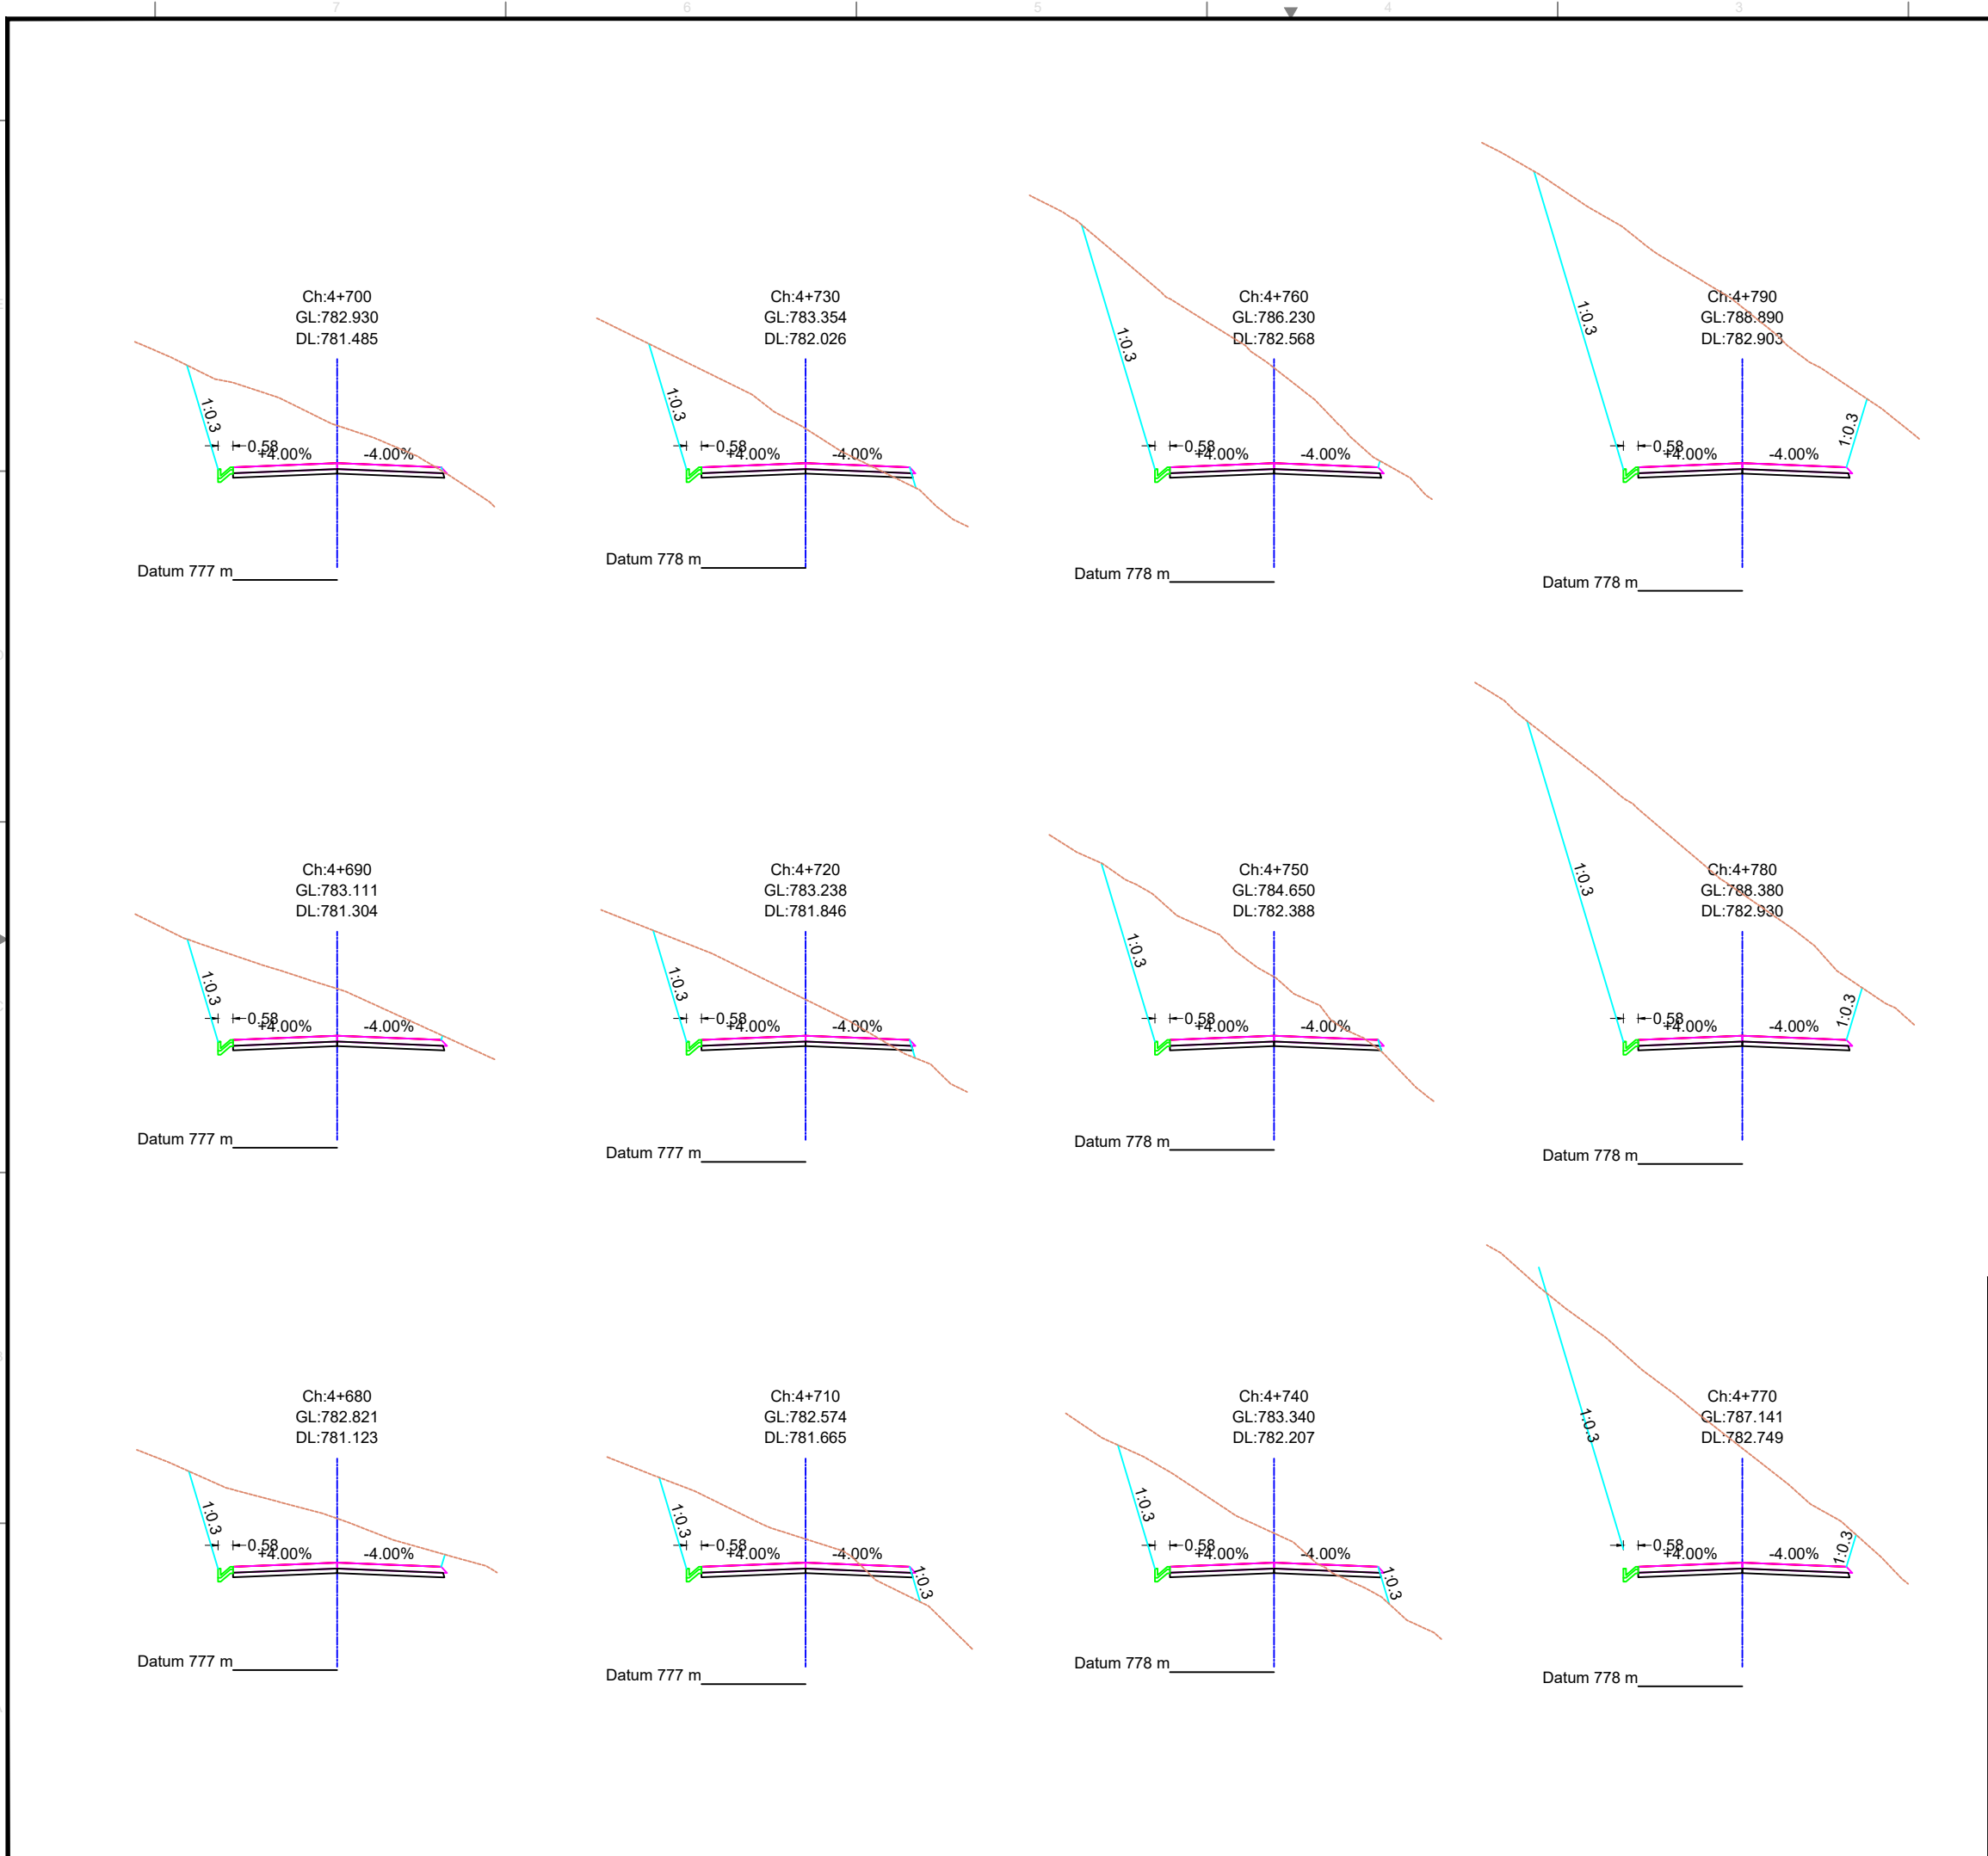 7 6 5 4 3
Ch:4+700
GL:782.930
DL:781.485
1:0.3
0.58
+4.00%
-4.00%
Datum 777 m
Ch:4+730
GL:783.354
DL:782.026
1:0.3
0.58
+4.00%
-4.00%
Datum 778 m
Ch:4+760
GL:786.230
DL:782.568
1:0.3
0.58
+4.00%
-4.00%
Datum 778 m
Ch:4+790
GL:788.890
DL:782.903
1:0.3
0.58
+4.00%
-4.00%
1:0.3
Datum 778 m
Ch:4+690
GL:783.111
DL:781.304
1:0.3
0.58
+4.00%
-4.00%
Datum 777 m
Ch:4+720
GL:783.238
DL:781.846
1:0.3
0.58
+4.00%
-4.00%
Datum 777 m
Ch:4+750
GL:784.650
DL:782.388
1:0.3
0.58
+4.00%
-4.00%
Datum 778 m
Ch:4+780
GL:788.380
DL:782.930
1:0.3
0.58
+4.00%
-4.00%
1:0.3
Datum 778 m
Ch:4+680
GL:782.821
DL:781.123
1:0.3
0.58
+4.00%
-4.00%
Datum 777 m
Ch:4+710
GL:782.574
DL:781.665
1:0.3
0.58
+4.00%
-4.00%
1:0.3
Datum 777 m
Ch:4+740
GL:783.340
DL:782.207
1:0.3
0.58
+4.00%
-4.00%
1:0.3
Datum 778 m
Ch:4+770
GL:787.141
DL:782.749
1:0.3
0.58
+4.00%
-4.00%
1:0.3
Datum 778 m